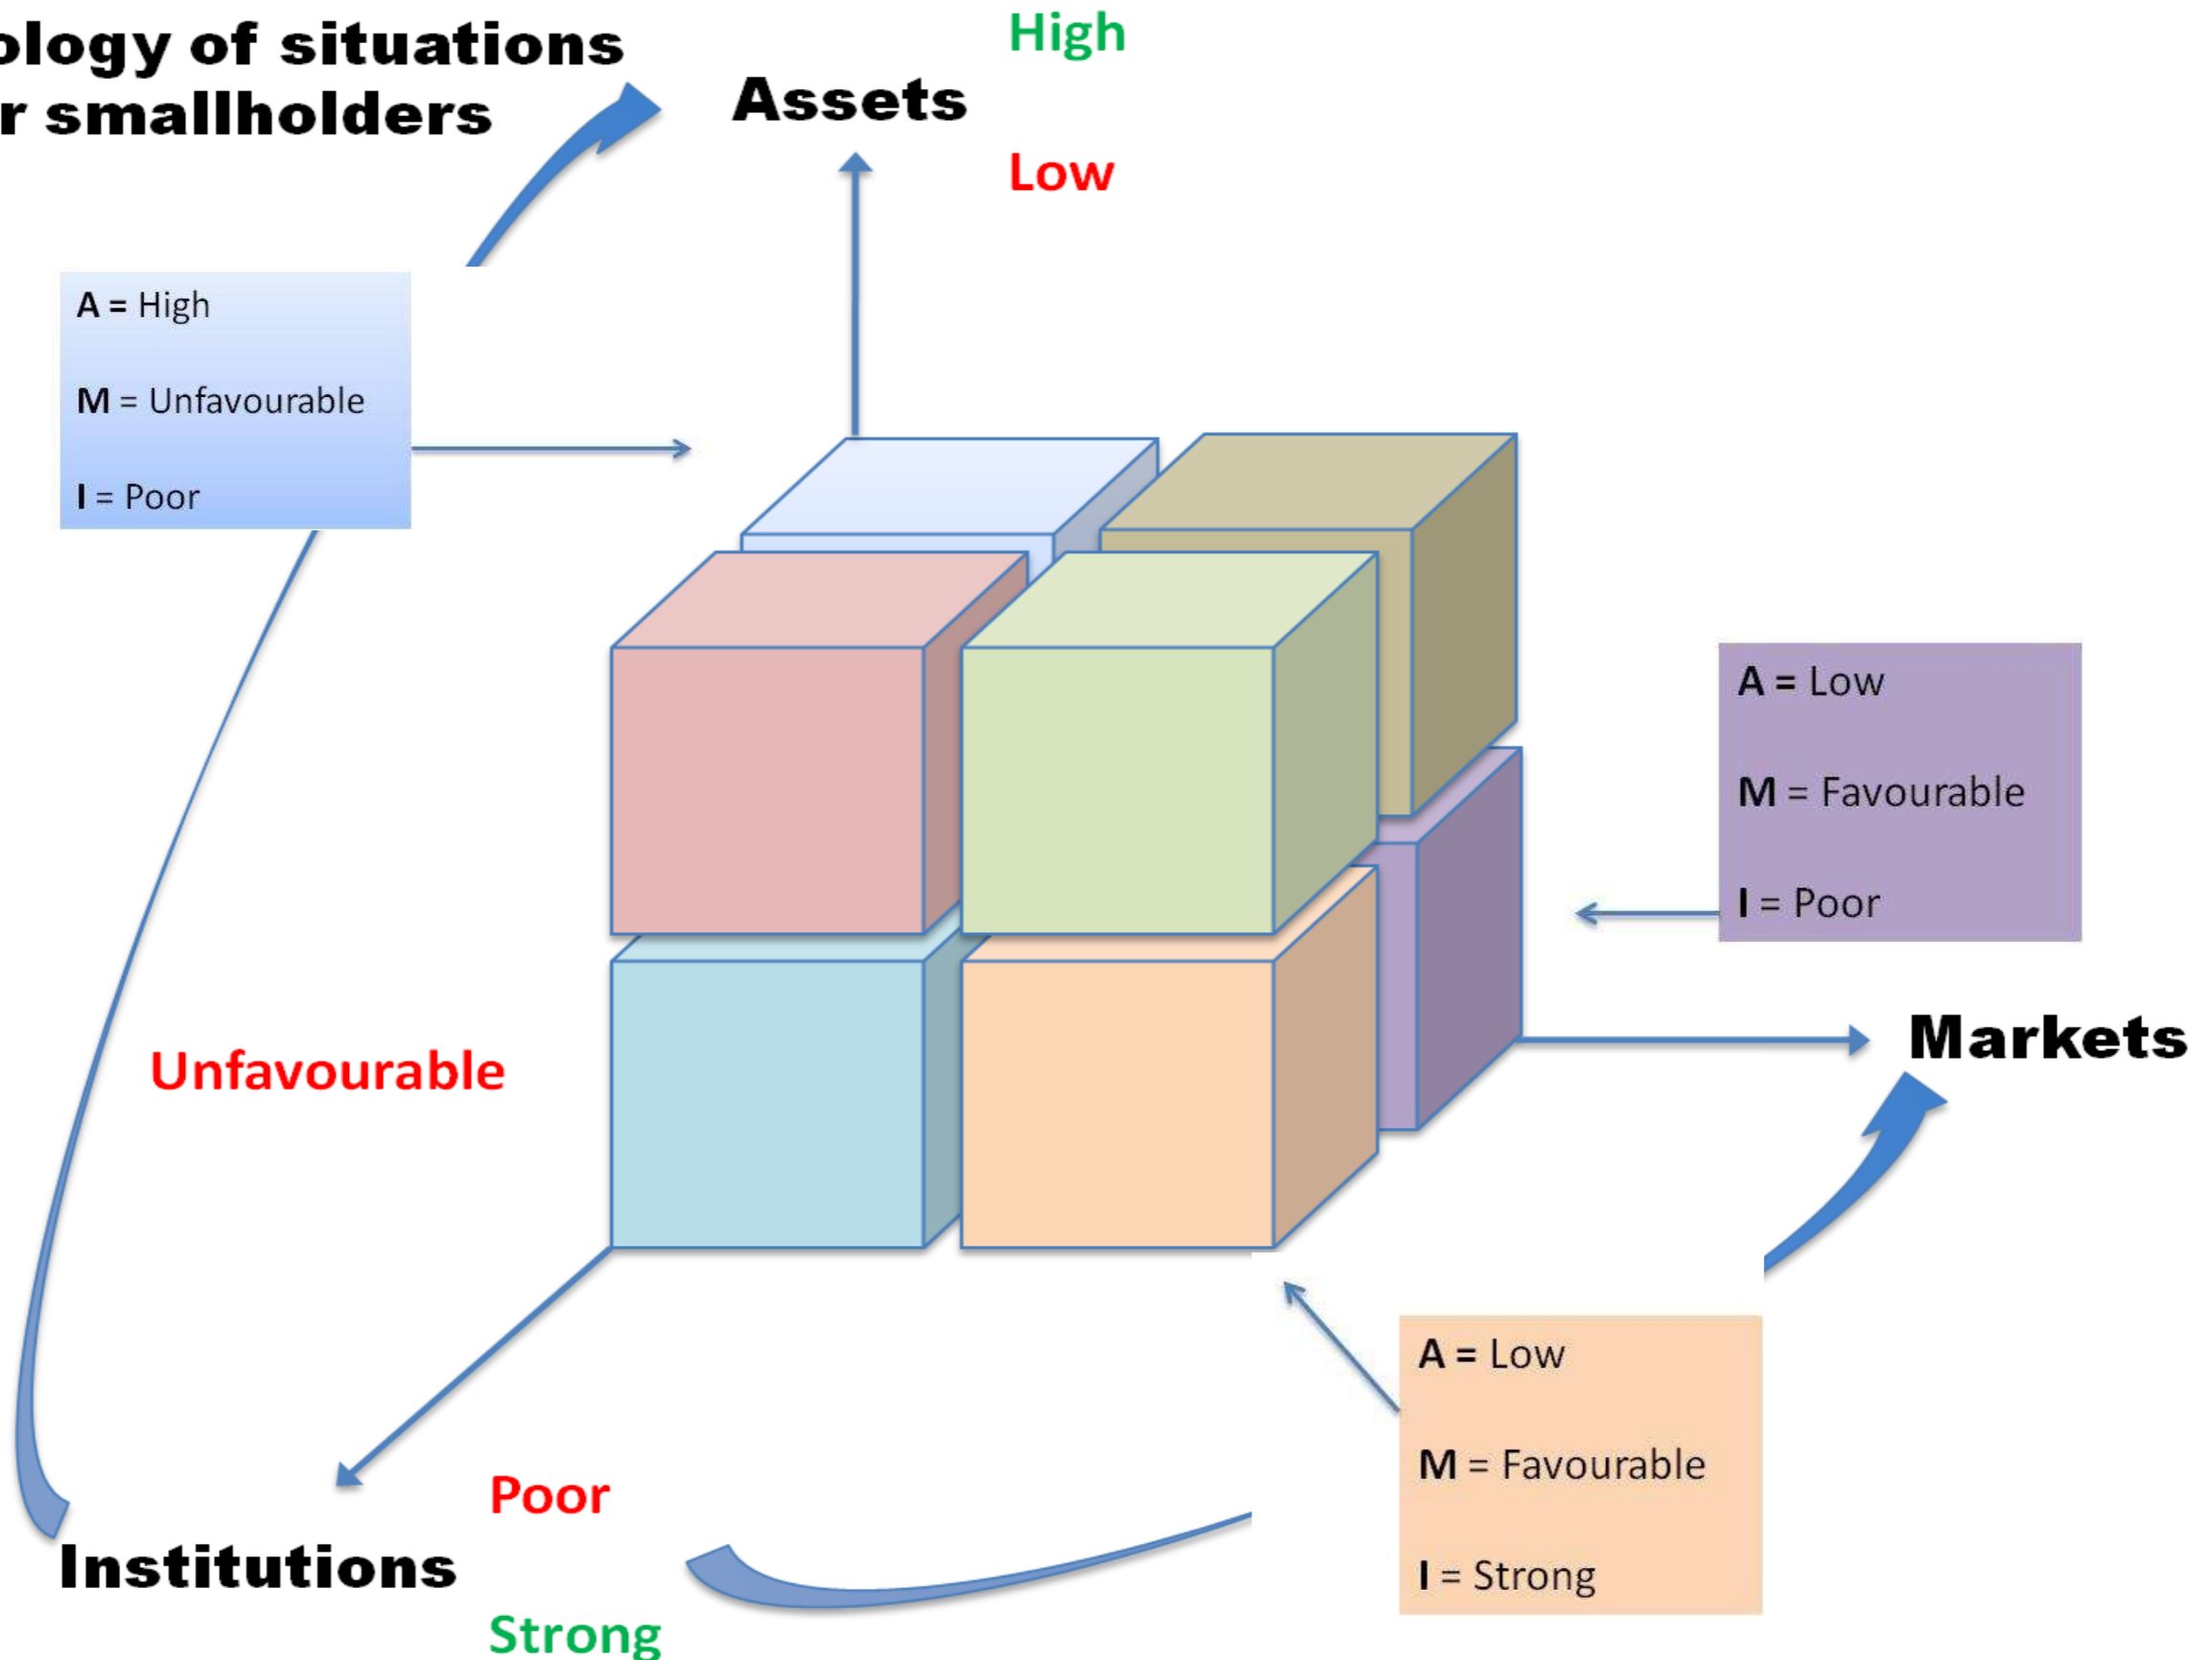 ology of situations
r smallholders
High
Assets
Low
A = High
M = Unfavourable
I = Poor
A = Low
M = Favourable
I = Poor
Markets
Unfavourable
A = Low
M = Favourable
I = Strong
Poor
Institutions
Strong